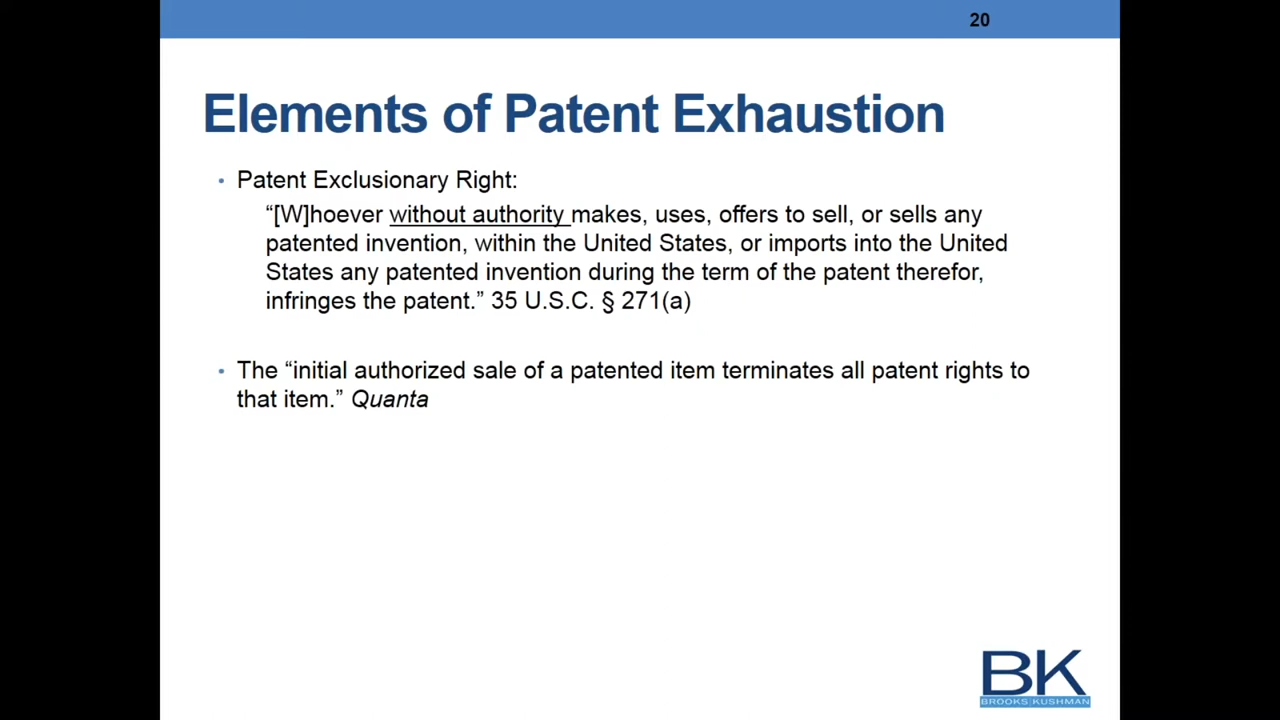 20
Elements of Patent Exhaustion
• Patent Exclusionary Right:
“[W]hoever without authority makes, uses, offers to sell, or sells any
patented invention, within the United States, or imports into the United
States any patented invention during the term of the patent therefor,
infringes the patent.” 35 U.S.C. § 271(a)
• The “initial authorized sale of a patented item terminates all patent rights to
that item.” Quanta
BK
BROOKS KUSHMAN